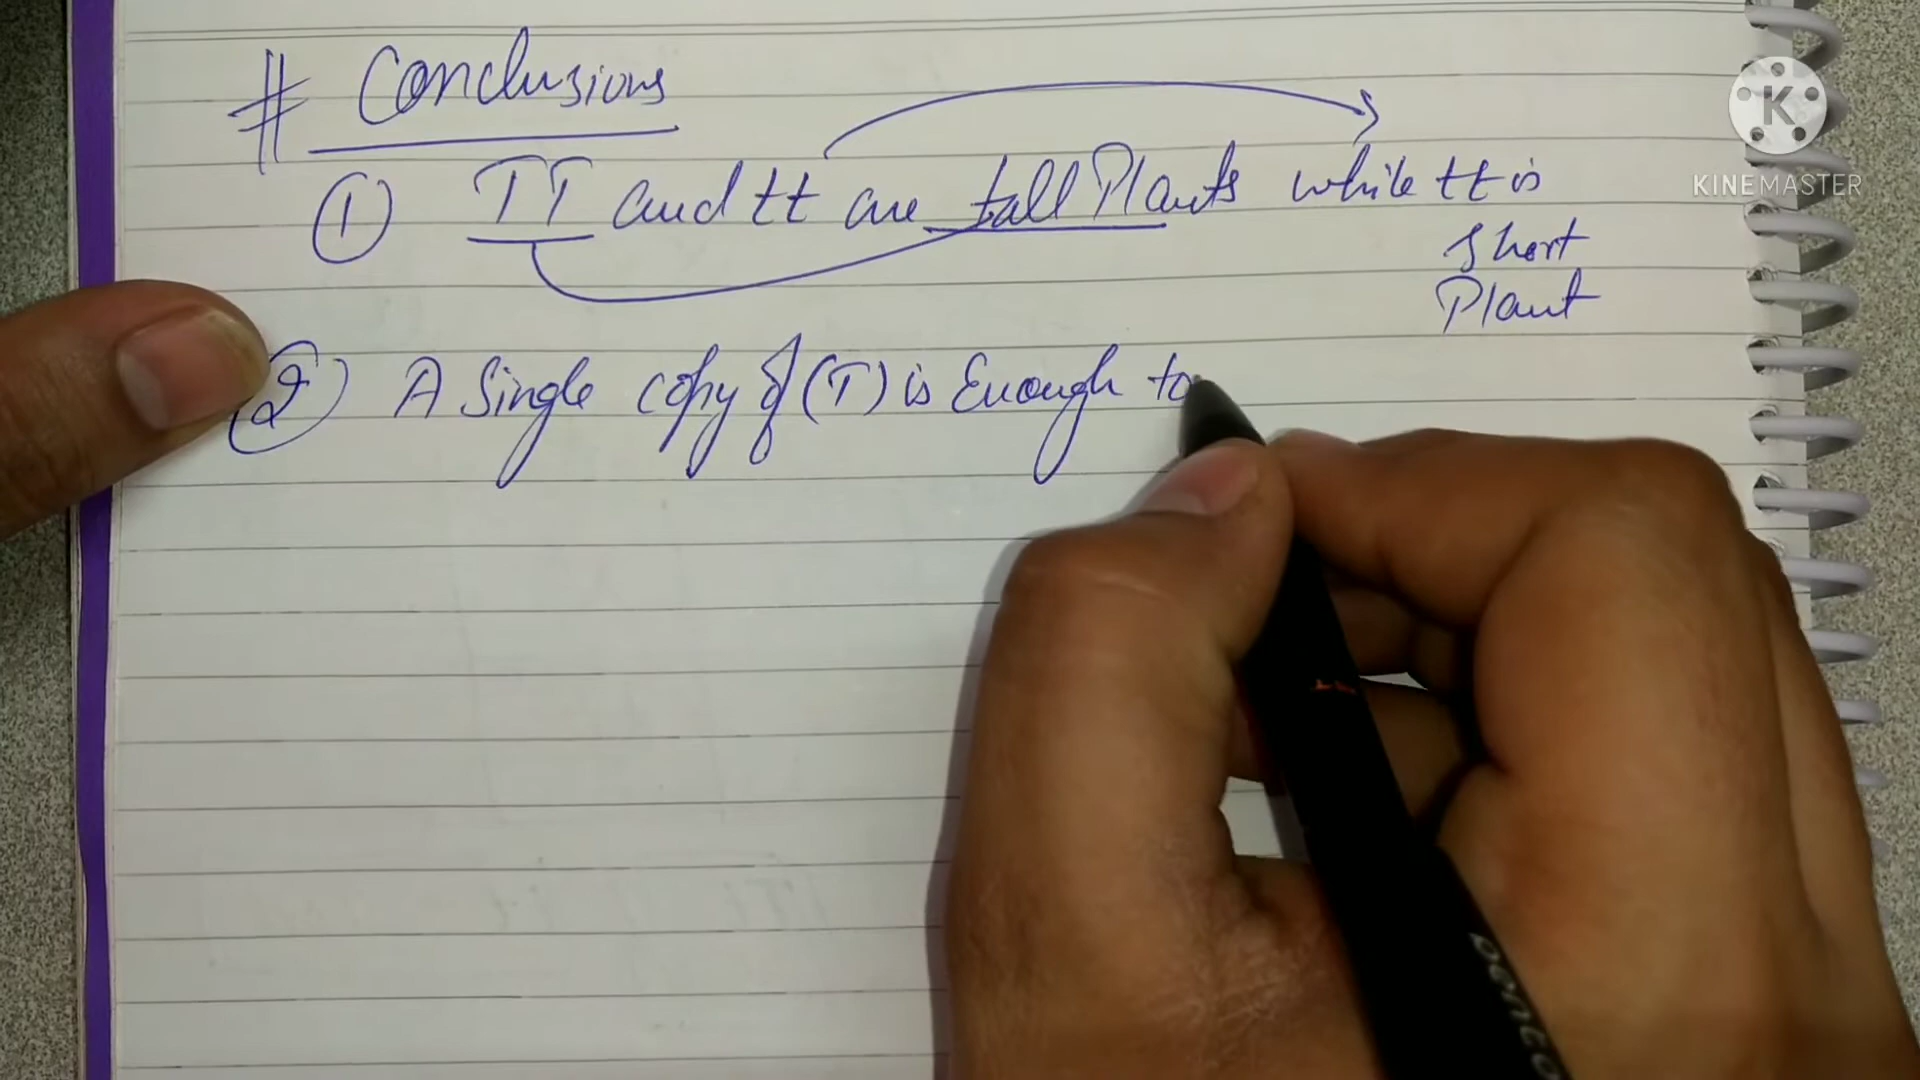 # Conclusions
① TT and tt are tall Plants while tt is
short
Plant
② A Single copy of (T) is Enough to
KINEMASTER